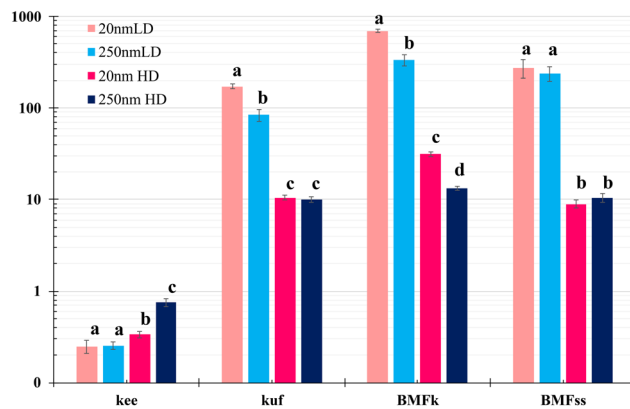 1000
100
10
1
0
20nmLD
250nmLD
20nm HD
250nm HD
a a b c
a b c c
a b c d
a a b b
kee kuf BMFk BMFss